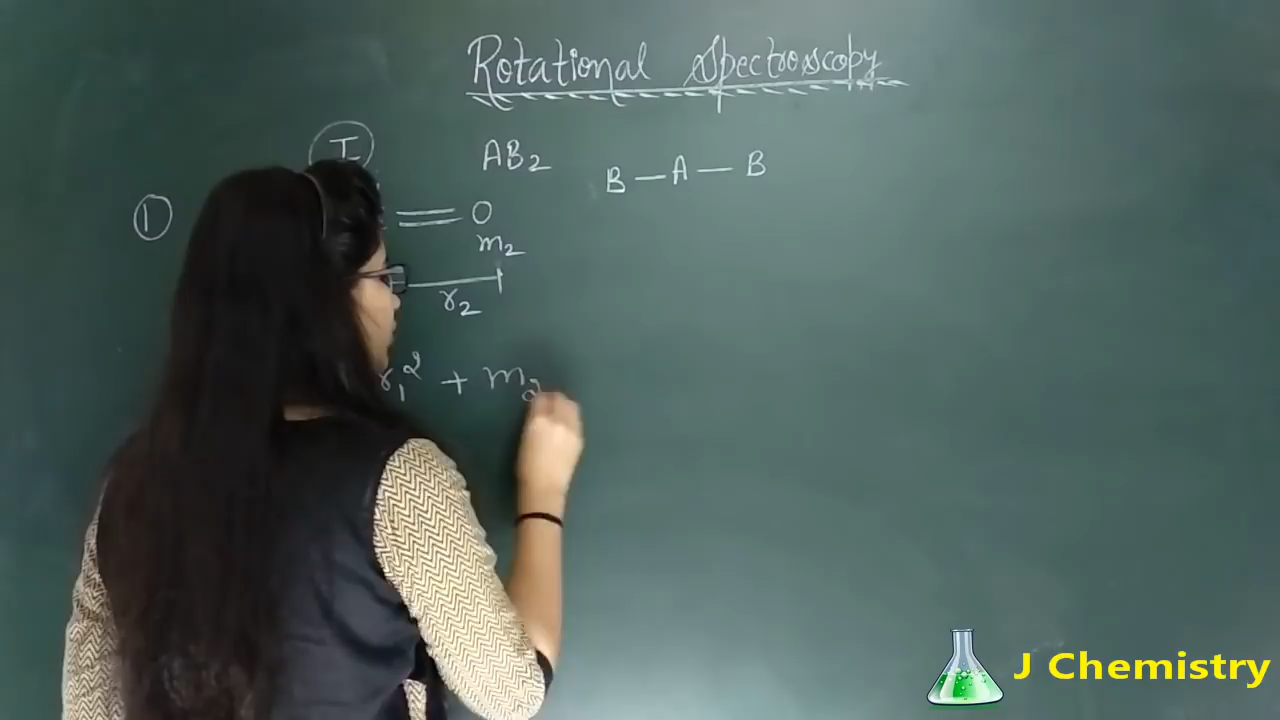 Rotational Spectroscopy
I
AB₂ B — A — B
① = O
m₂
r₂
r₁² + m₂
J Chemistry